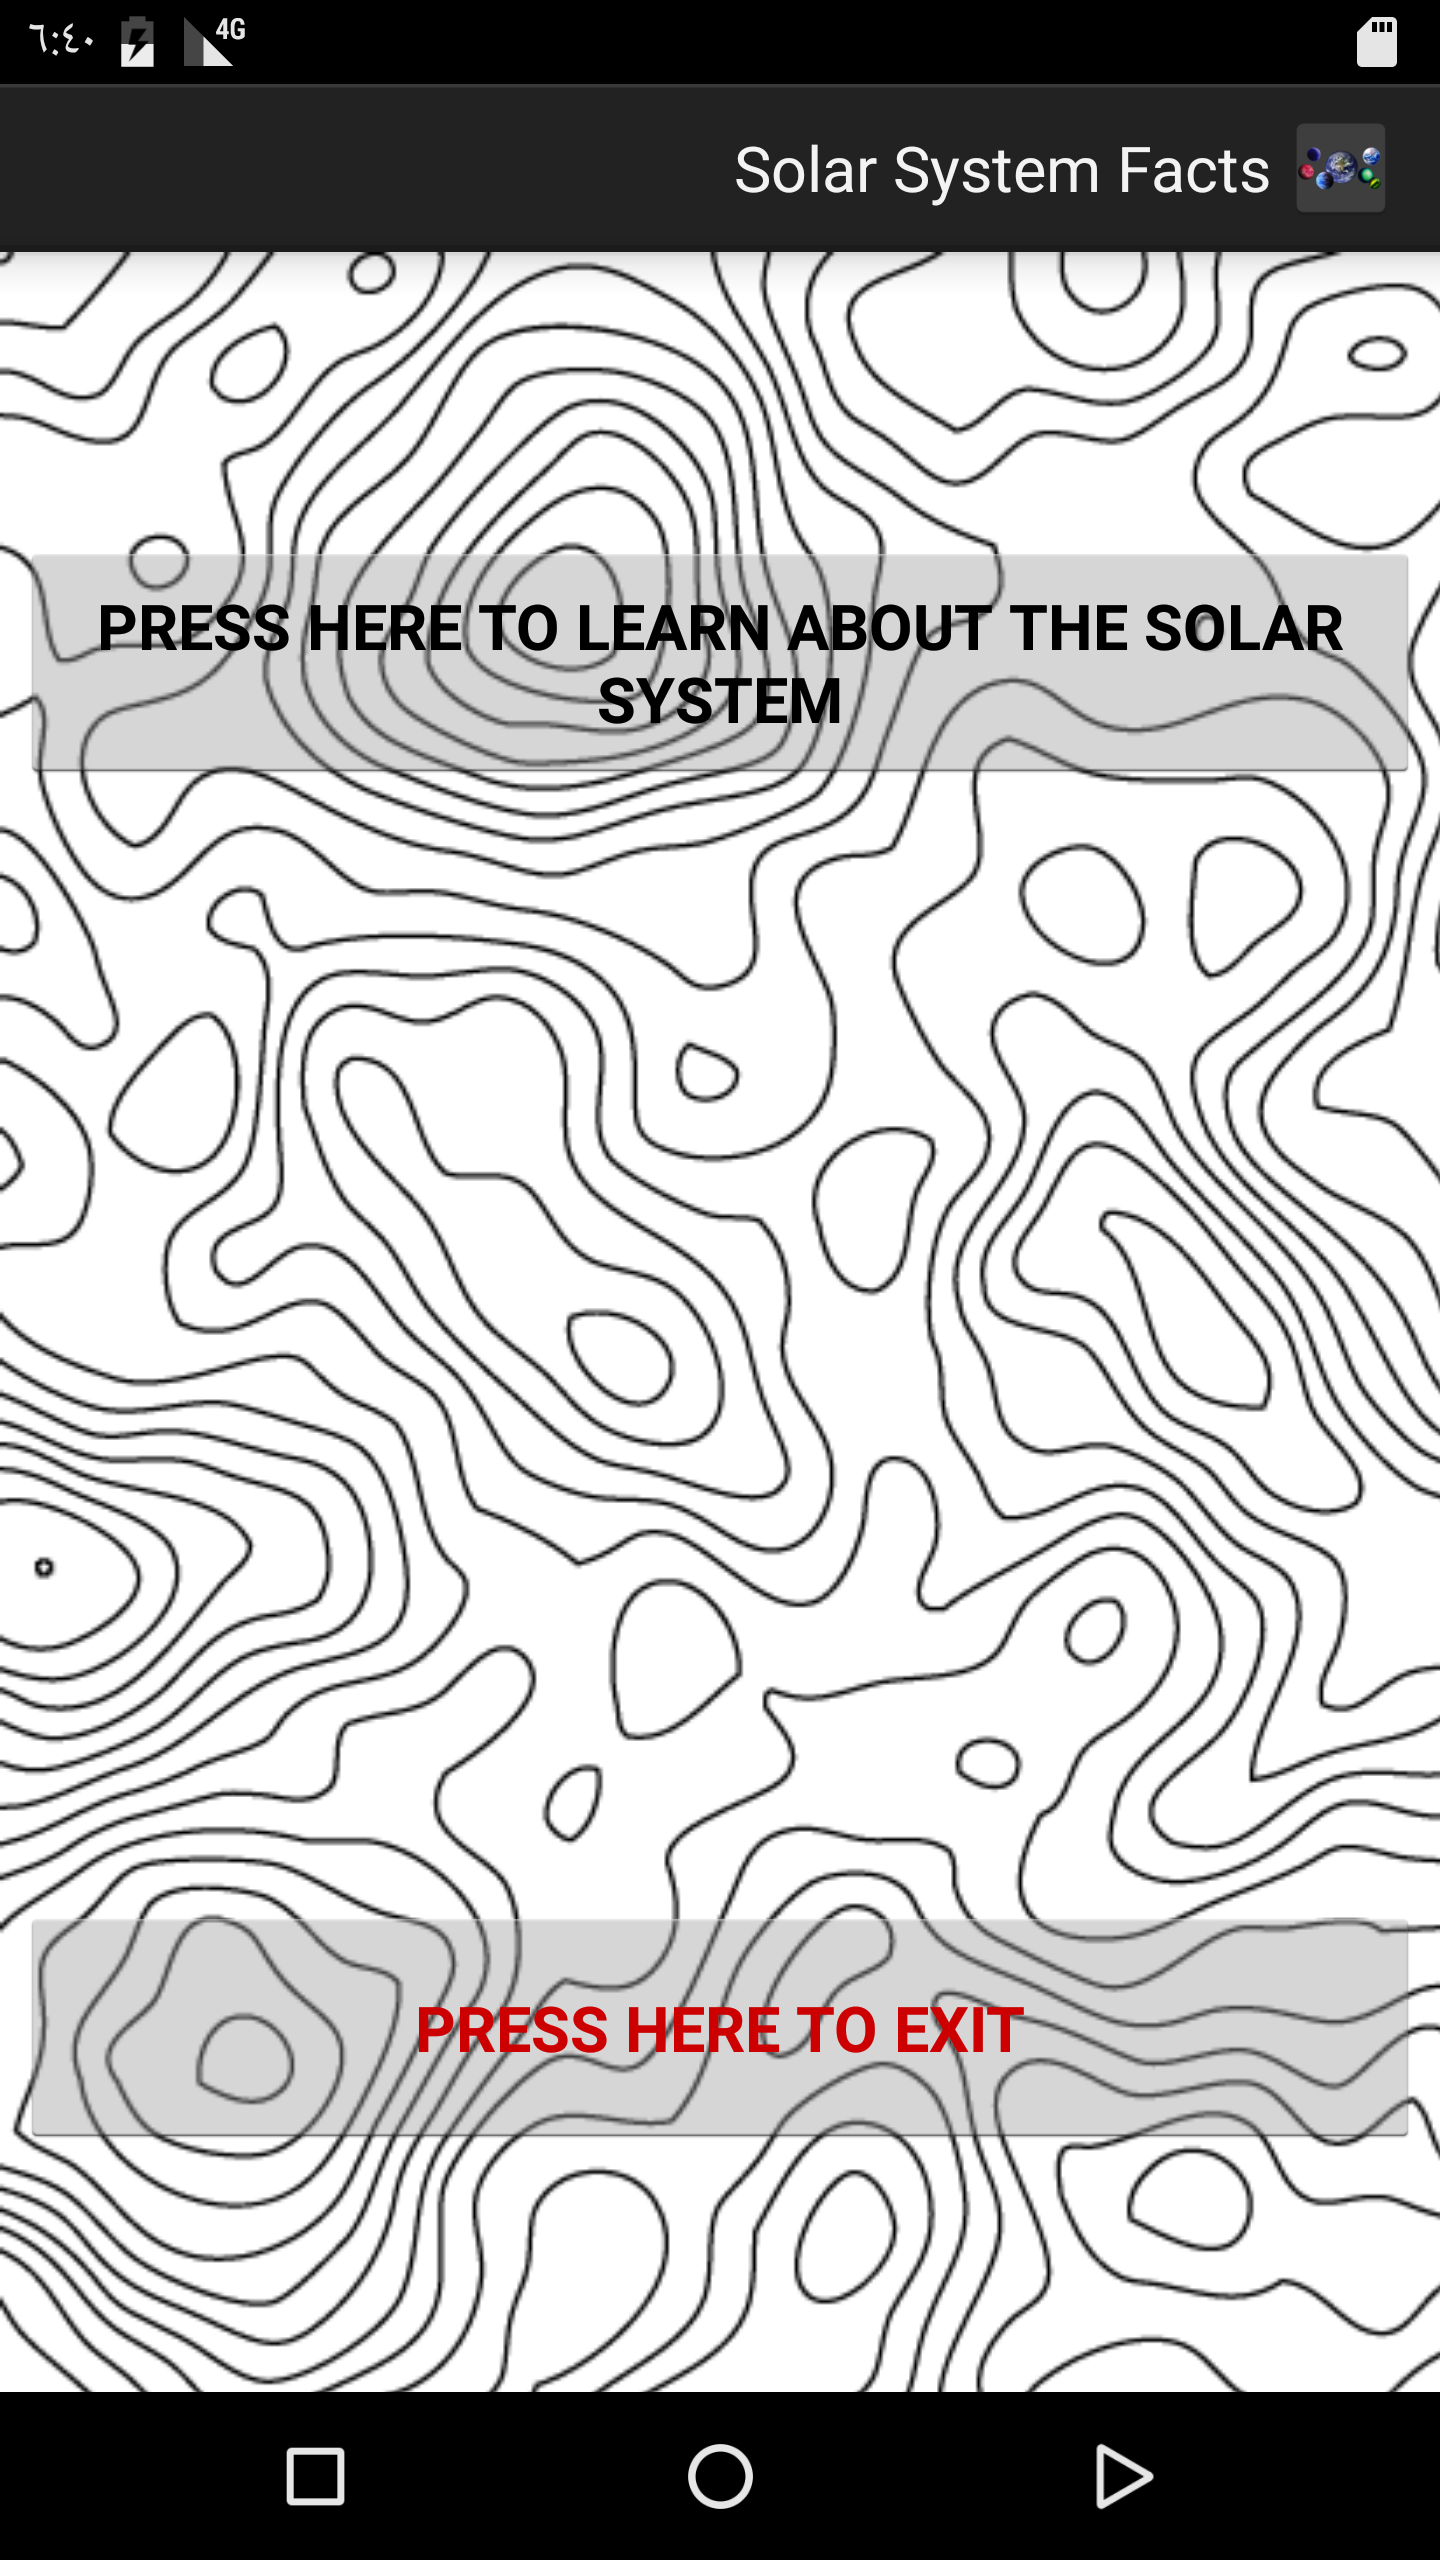 ٦:٤٠ 4G
Solar System Facts
PRESS HERE TO LEARN ABOUT THE SOLAR
SYSTEM
PRESS HERE TO EXIT